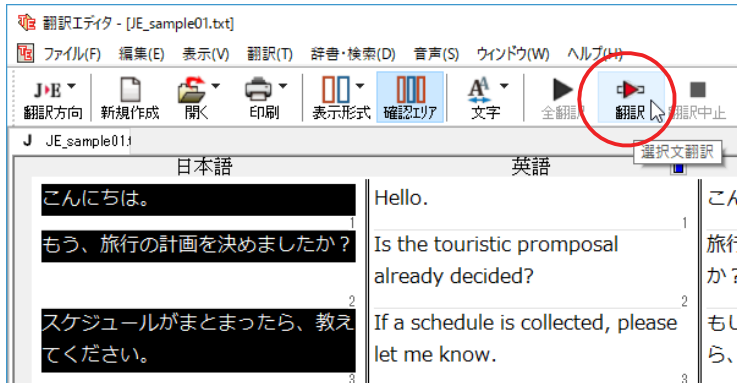 翻訳エディタ - [JE_sample01.txt]
ファイル(F) 編集(E) 表示(V) 翻訳(T) 辞書・検索(D) 音声(S) ウィンドウ(W) ヘルプ(H)
J▸E
翻訳方向 新規作成 開く 印刷 表示形式 確認エリア 文字 全翻訳 翻訳 翻訳中止
J JE_sample01.t
選択文翻訳
日本語 英語
こんにちは。 Hello. こん
1 1
もう、旅行の計画を決めましたか? Is the touristic promposal 旅行
already decided? か?
2 2
スケジュールがまとまったら、教え If a schedule is collected, please もし
てください。 let me know. ら、
3 3